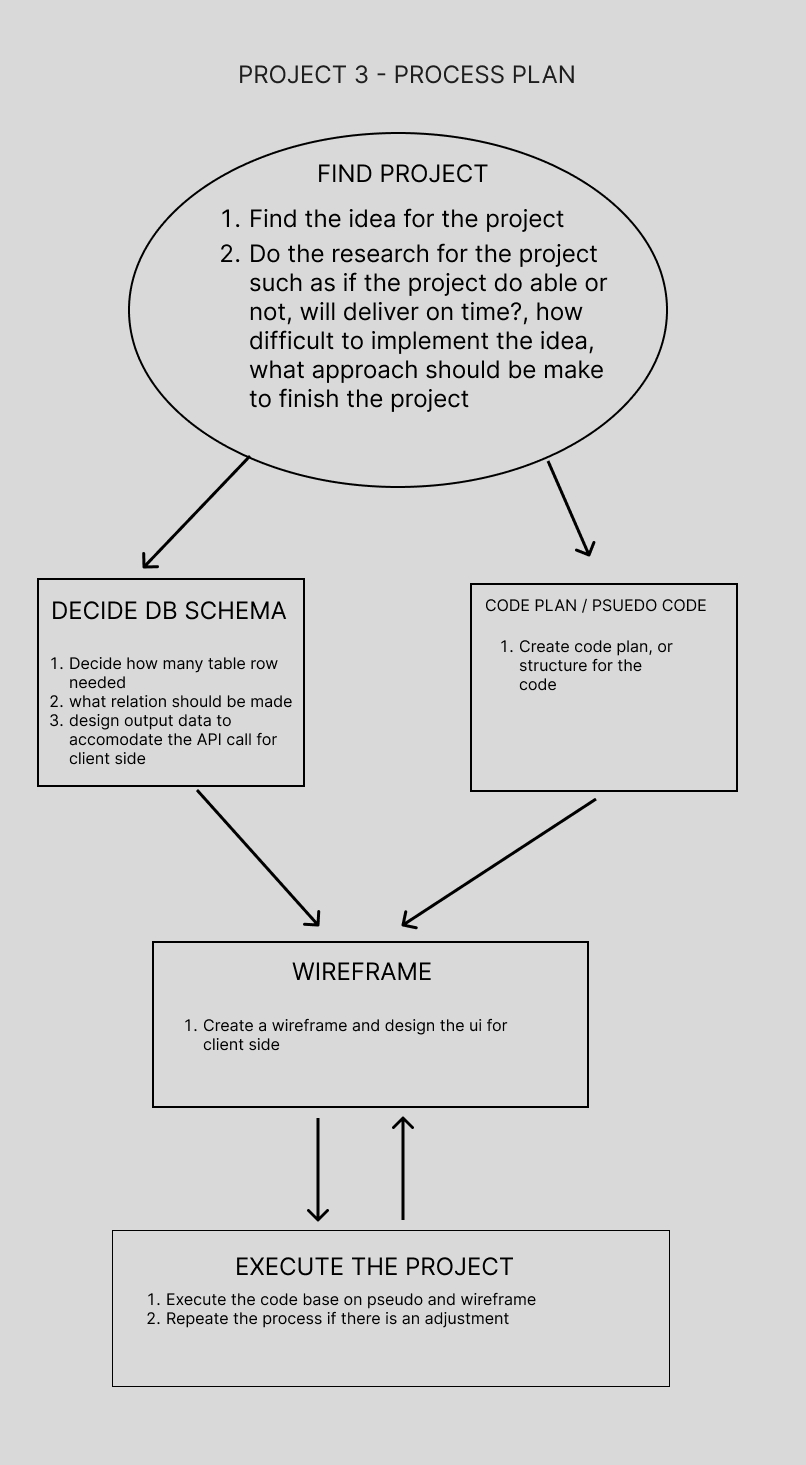 PROJECT 3 - PROCESS PLAN
FIND PROJECT
1. Find the idea for the project
2. Do the research for the project
such as if the project do able or
not, will deliver on time?, how
difficult to implement the idea,
what approach should be make
to finish the project
DECIDE DB SCHEMA
1. Decide how many table row
needed
2. what relation should be made
3. design output data to
accomodate the API call for
client side
CODE PLAN / PSUEDO CODE
1. Create code plan, or
structure for the
code
WIREFRAME
1. Create a wireframe and design the ui for
client side
EXECUTE THE PROJECT
1. Execute the code base on pseudo and wireframe
2. Repeate the process if there is an adjustment